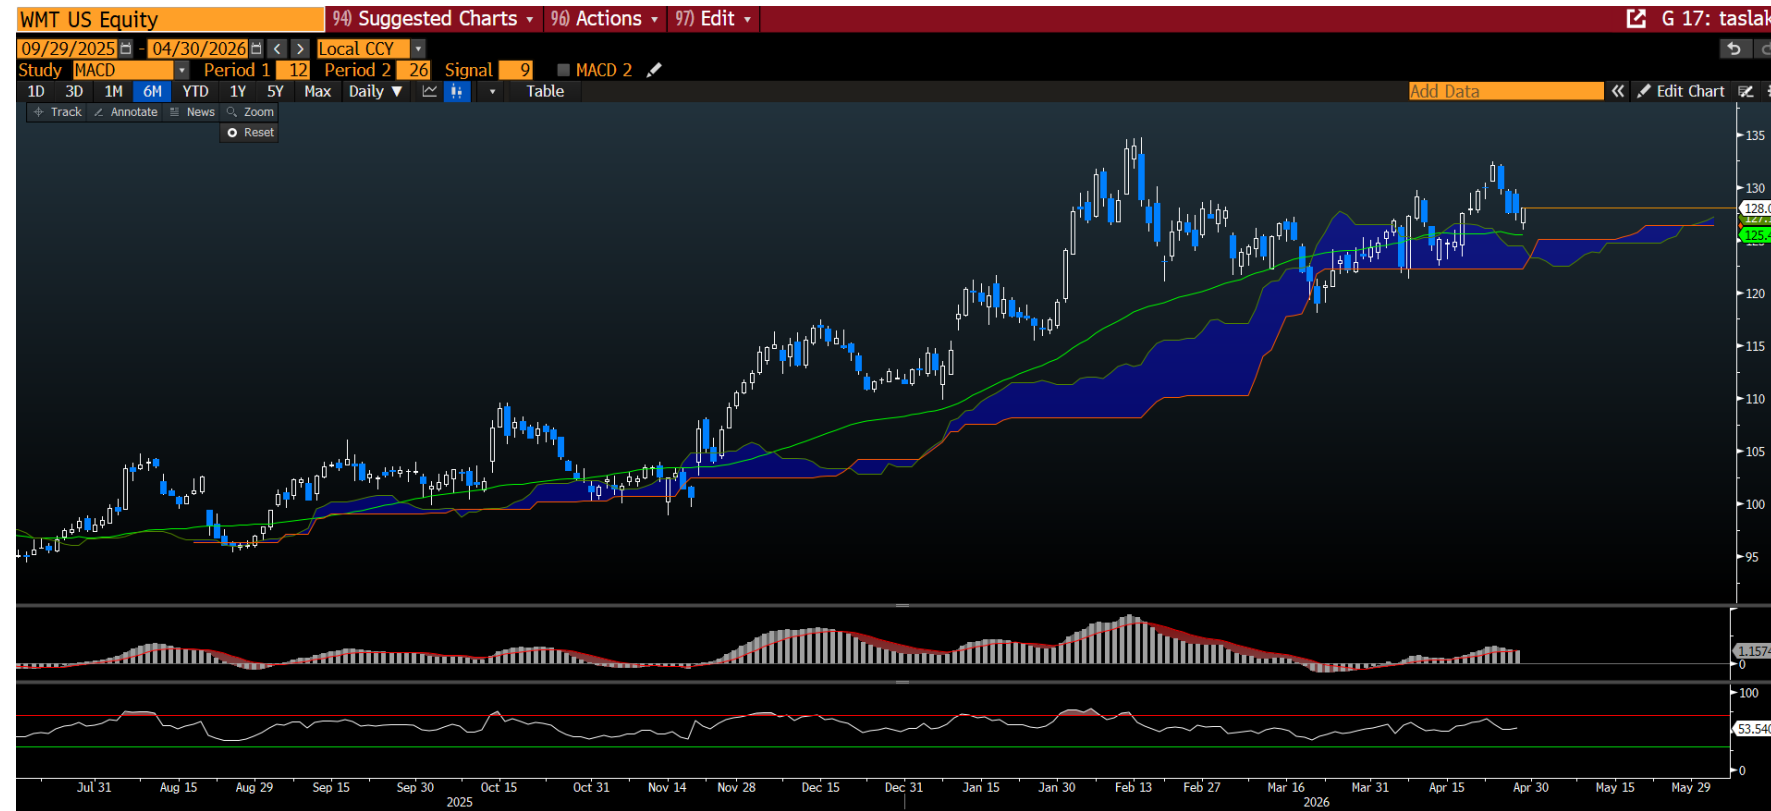 WMT US Equity 94) Suggested Charts 96) Actions 97) Edit G 17: taslak
09/29/2025 - 04/30/2026 Local CCY
Study MACD Period 1 12 Period 2 26 Signal 9 MACD 2
1D 3D 1M 6M YTD 1Y 5Y Max Daily Table Add Data Edit Chart
Track Annotate News Zoom
Reset
135
130
128.0
125.4
120
115
110
105
100
95
1.1574
0
100
53.540
0
Jul 31 Aug 15 Aug 29 Sep 15 Sep 30 Oct 15 Oct 31 Nov 14 Nov 28 Dec 15 Dec 31 Jan 15 Jan 30 Feb 13 Feb 27 Mar 16 Mar 31 Apr 15 Apr 30 May 15 May 29
2025 2026